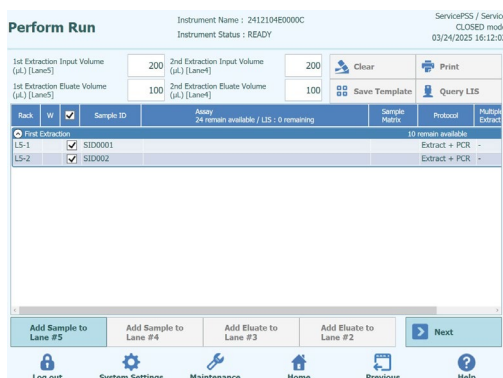 Perform Run
Instrument Name : 2412104E0000C
Instrument Status : READY
ServicePSS / Servic
CLOSED mod
03/24/2025 16:12:0
1st Extraction Input Volume
(µL) [Lane5]
200
2nd Extraction Input Volume
(µL) [Lane4]
200
Clear
Print
1st Extraction Eluate Volume
(µL) [Lane5]
100
2nd Extraction Eluate Volume
(µL) [Lane4]
100
Save Template
Query LIS
Rack
W
Sample ID
Assay
24 remain available / LIS : 0 remaining
Sample
Matrix
Protocol
Multiple
Extract
First Extraction
10 remain available
L5-1
SID0001
Extract + PCR
-
L5-2
SID002
Extract + PCR
-
Add Sample to
Lane #5
Add Sample to
Lane #4
Add Eluate to
Lane #3
Add Eluate to
Lane #2
Next
Log out
System Settings
Maintenance
Home
Previous
Help